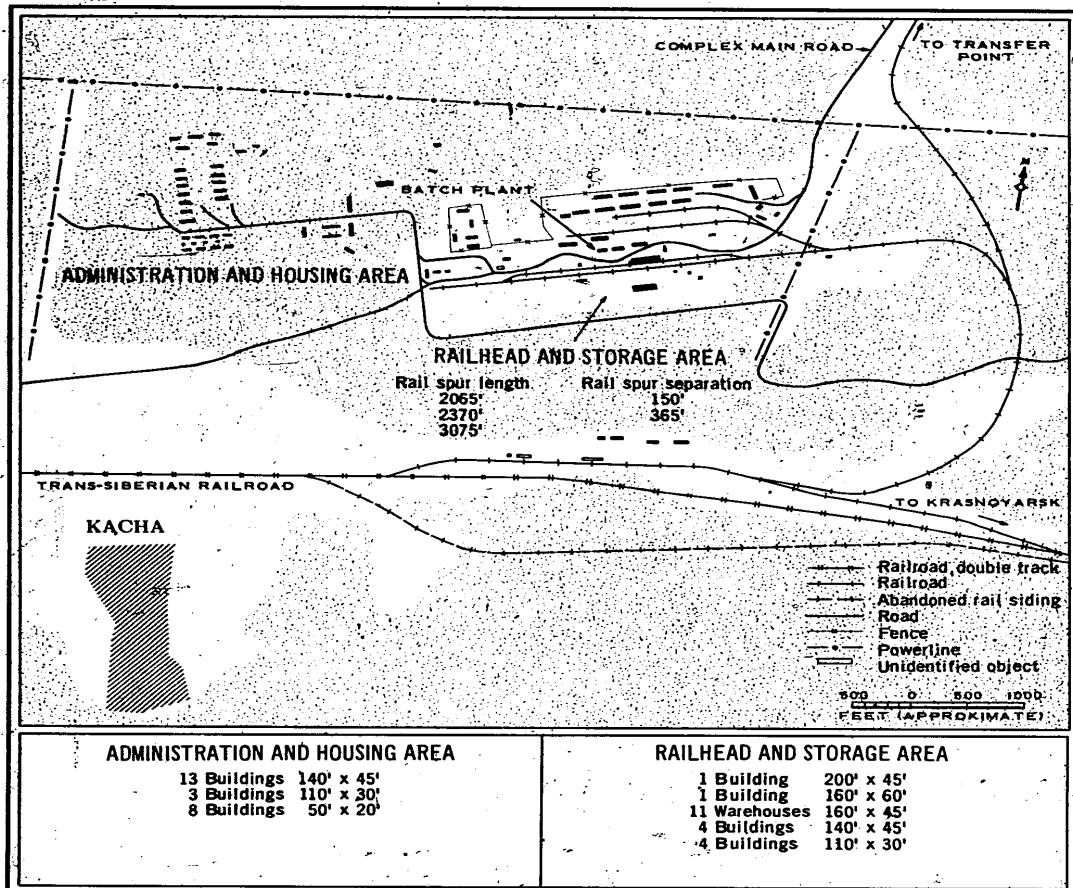 COMPLEX MAIN ROAD
TO TRANSFER
POINT
N
BATCH PLANT
ADMINISTRATION AND HOUSING AREA
RAILHEAD AND STORAGE AREA
Rail spur length Rail spur separation
2065' 150'
2370' 365'
3075'
TRANS-SIBERIAN RAILROAD
TO KRASNOYARSK
KACHA
Railroad, double track
Railroad
Abandoned rail siding
Road
Fence
Powerline
Unidentified object
500 0 500 1000
FEET (APPROXIMATE)
ADMINISTRATION AND HOUSING AREA
13 Buildings 140' x 45'
3 Buildings 110' x 30'
8 Buildings 50' x 20'
RAILHEAD AND STORAGE AREA
1 Building 200' x 45'
1 Building 160' x 60'
11 Warehouses 160' x 45'
4 Buildings 140' x 45'
4 Buildings 110' x 30'